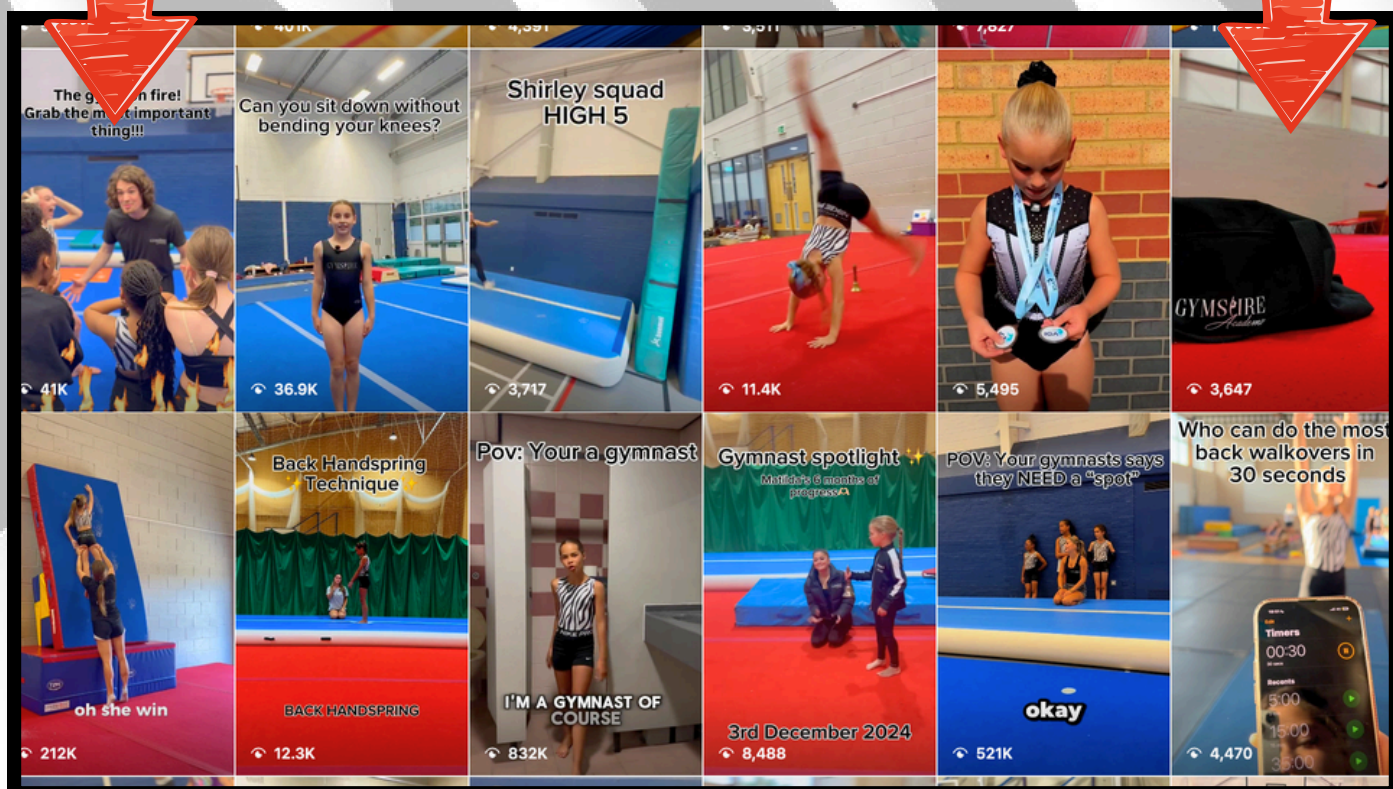 401K
4,391
3,511
7,827
The
fire!
Grab the most important
thing!!!
41K
Can you sit down without
bending your knees?
36.9K
Shirley squad
HIGH 5
3,717
11.4K
5,495
GYMSHIRE
Academy
3,647
oh she win
212K
Back Handspring
Technique
BACK HANDSPRING
12.3K
Pov: Your a gymnast
I'M A GYMNAST OF
COURSE
832K
Gymnast spotlight ✨
Matilda's 6 months of
progress
3rd December 2024
8,488
POV: Your gymnasts says
they NEED a "spot"
okay
521K
Who can do the most
back walkovers in
30 seconds
Edit
Timers
00:30
Recents
5:00
15:00
35:00
4,470